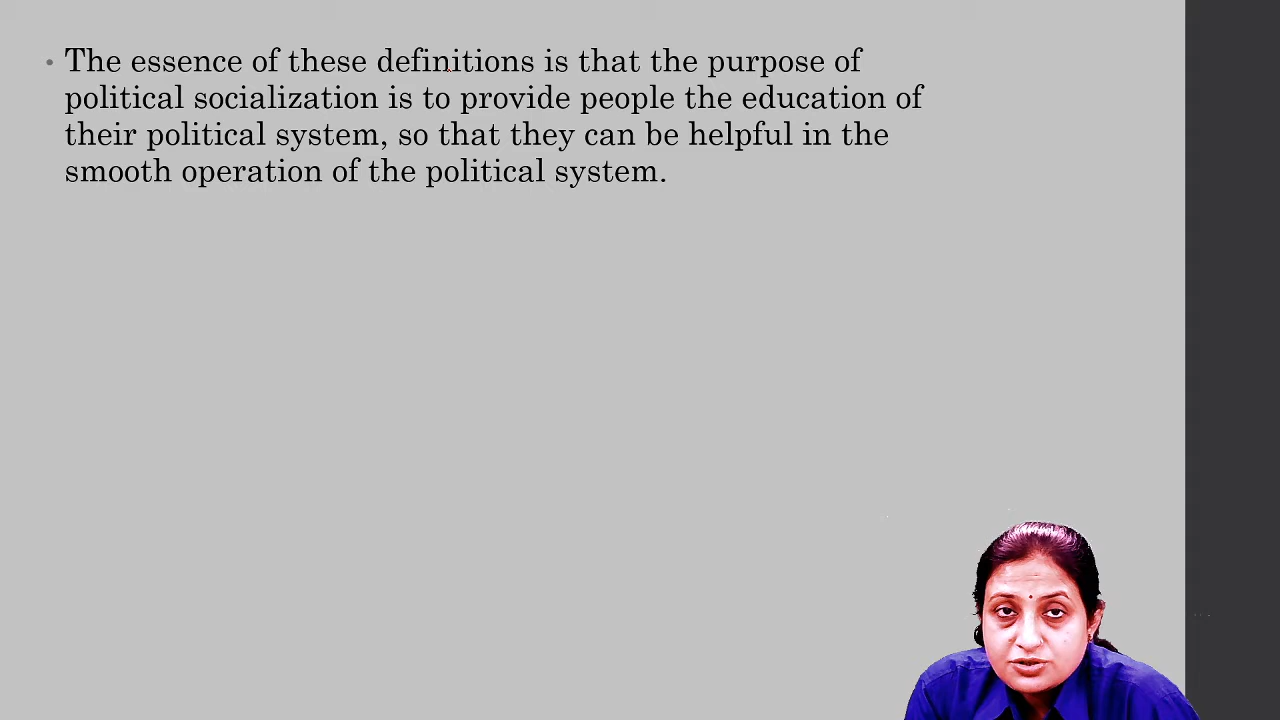 The essence of these definitions is that the purpose of
political socialization is to provide people the education of
their political system, so that they can be helpful in the
smooth operation of the political system.